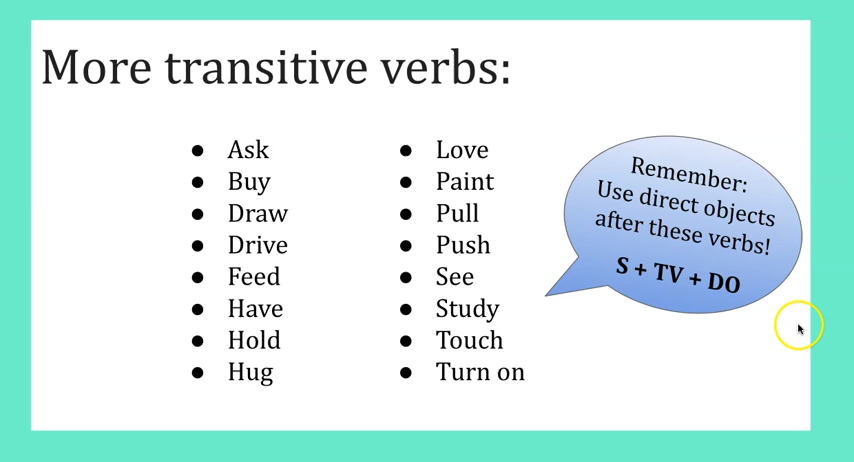 More transitive verbs:
● Ask
● Buy
● Draw
● Drive
● Feed
● Have
● Hold
● Hug
● Love
● Paint
● Pull
● Push
● See
● Study
● Touch
● Turn on
Remember:
Use direct objects
after these verbs!
S + TV + DO